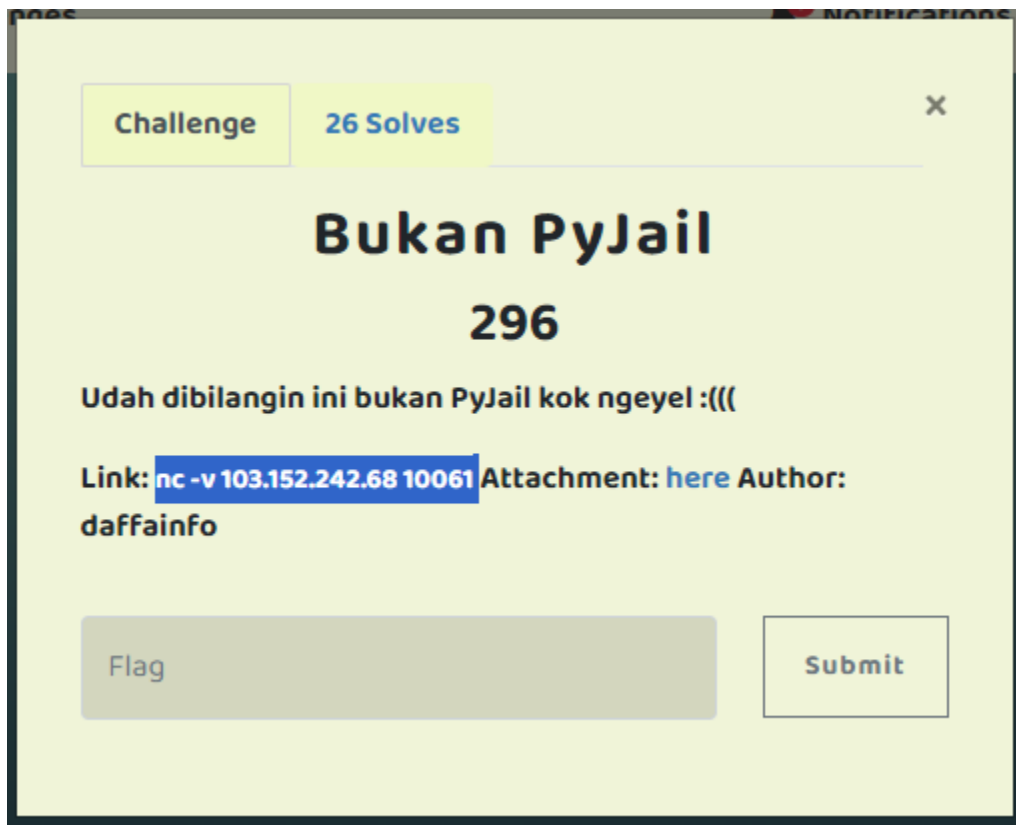 Notifications
Challenge 26 Solves ×
Bukan PyJail
296
Udah dibilangin ini bukan PyJail kok ngeyel :(((
Link: nc -v 103.152.242.68 10061 Attachment: here Author:
daffainfo
Flag Submit